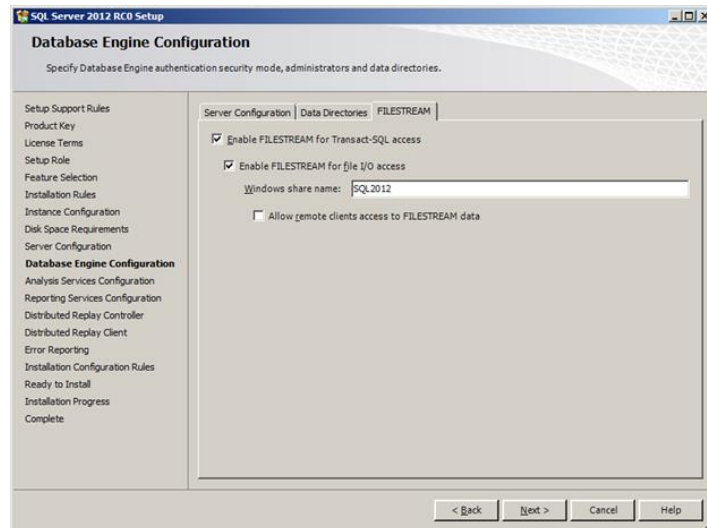 SQL Server 2012 RC0 Setup
Database Engine Configuration
Specify Database Engine authentication security mode, administrators and data directories.
Setup Support Rules
Product Key
License Terms
Setup Role
Feature Selection
Installation Rules
Instance Configuration
Disk Space Requirements
Server Configuration
Database Engine Configuration
Analysis Services Configuration
Reporting Services Configuration
Distributed Replay Controller
Distributed Replay Client
Error Reporting
Installation Configuration Rules
Ready to Install
Installation Progress
Complete
Server Configuration Data Directories FILESTREAM
Enable FILESTREAM for Transact-SQL access
Enable FILESTREAM for file I/O access
Windows share name: SQL2012
Allow remote clients access to FILESTREAM data
< Back Next > Cancel Help